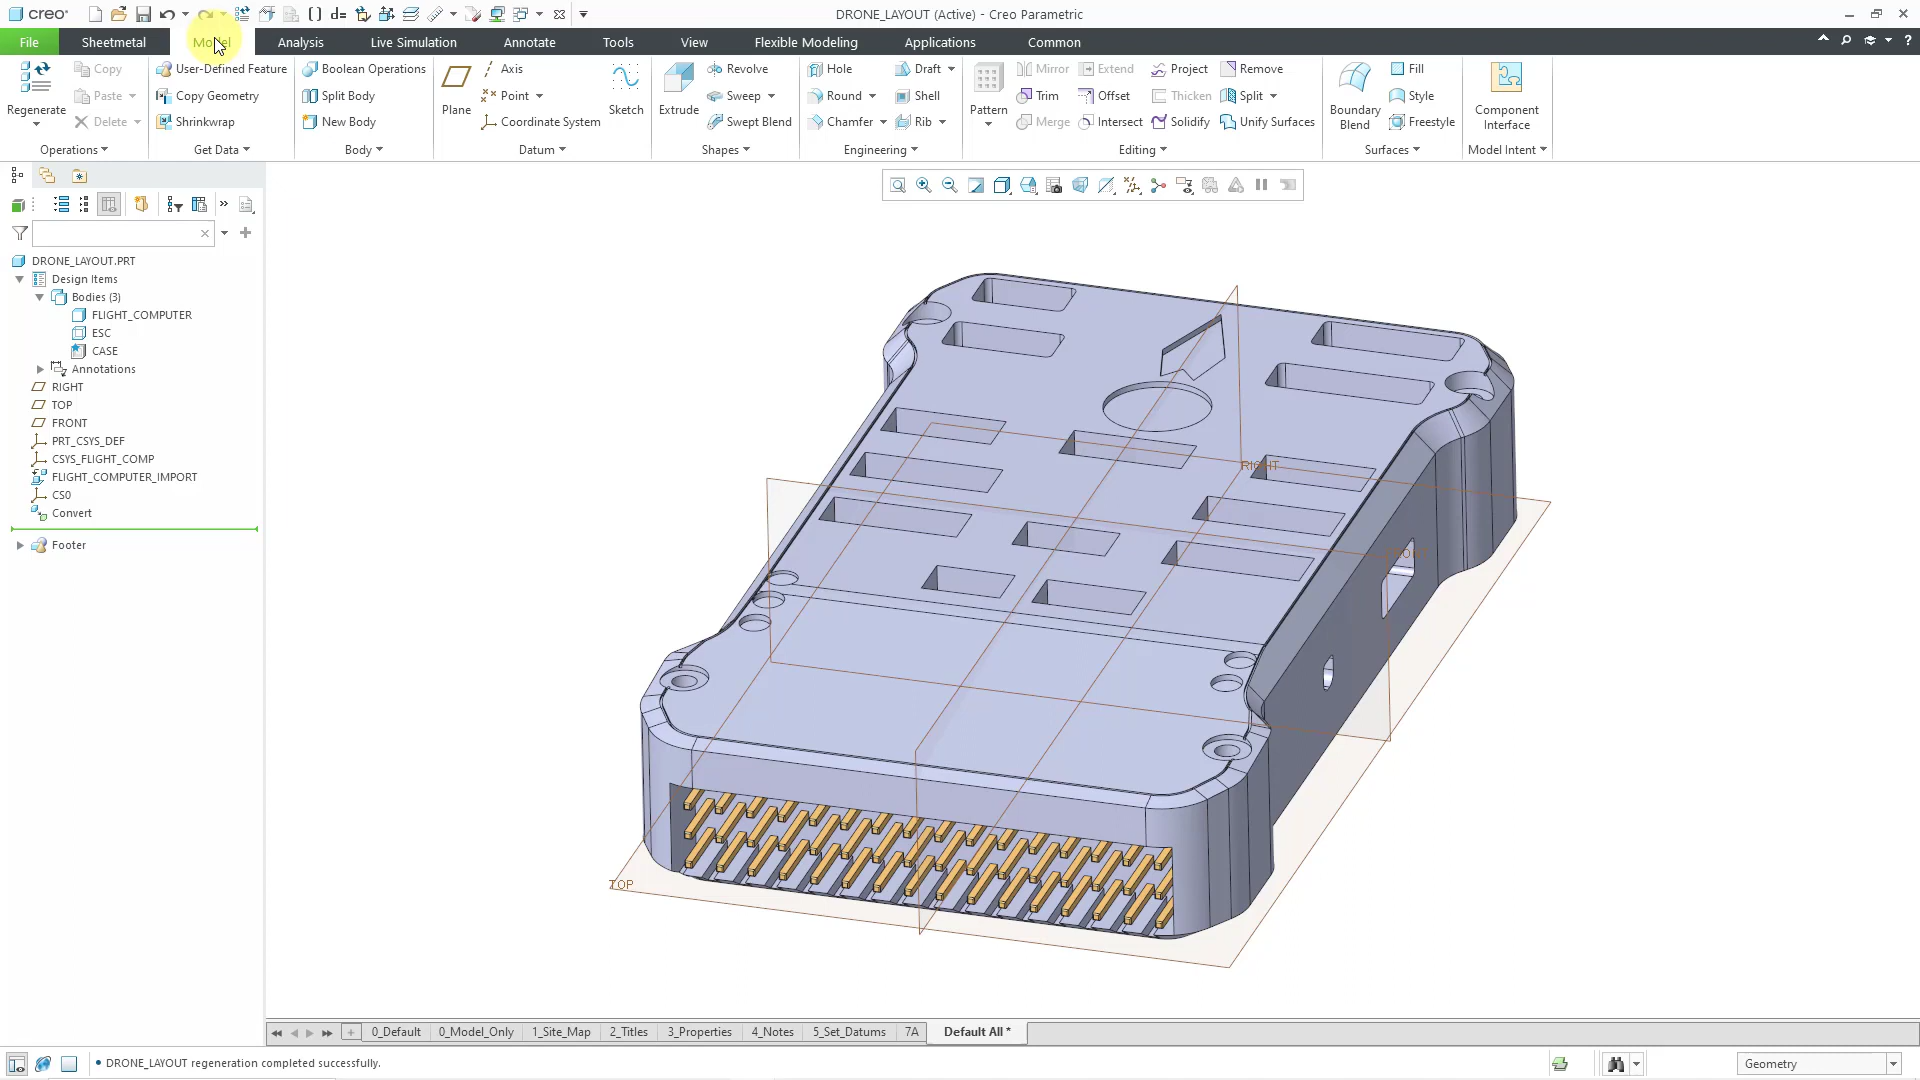 creo
DRONE_LAYOUT (Active) - Creo Parametric
File Sheetmetal Model Analysis Live Simulation Annotate Tools View Flexible Modeling Applications Common
Regenerate Copy Paste Delete Operations
User-Defined Feature Copy Geometry Shrinkwrap Get Data
Boolean Operations Split Body New Body Body
Plane Axis Point Coordinate System Sketch Datum
Extrude Revolve Sweep Swept Blend Shapes
Hole Round Chamfer Draft Shell Rib Engineering
Pattern Mirror Trim Merge Extend Offset Intersect Project Thicken Solidify Remove Split Unify Surfaces Editing
Boundary Blend Fill Style Freestyle Surfaces
Component Interface Model Intent
DRONE_LAYOUT.PRT
Design Items
Bodies (3)
FLIGHT_COMPUTER
ESC
CASE
Annotations
RIGHT
TOP
FRONT
PRT_CSYS_DEF
CSYS_FLIGHT_COMP
FLIGHT_COMPUTER_IMPORT
CS0
Convert
Footer
RIGHT
TOP
0_Default 0_Model_Only 1_Site_Map 2_Titles 3_Properties 4_Notes 5_Set_Datums 7A Default All *
• DRONE_LAYOUT regeneration completed successfully.
Geometry